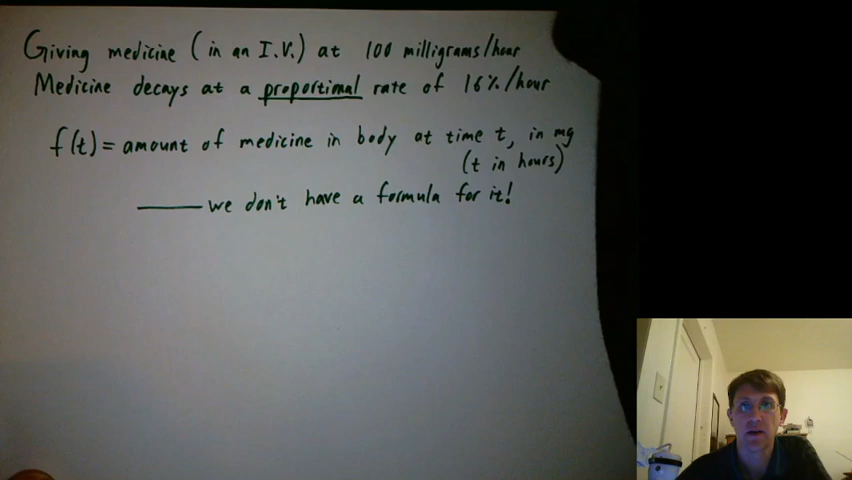 Giving medicine (in an I.V.) at 100 milligrams/hour
Medicine decays at a proportional rate of 16%/hour
f(t) = amount of medicine in body at time t, in mg
(t in hours)
we don't have a formula for it!